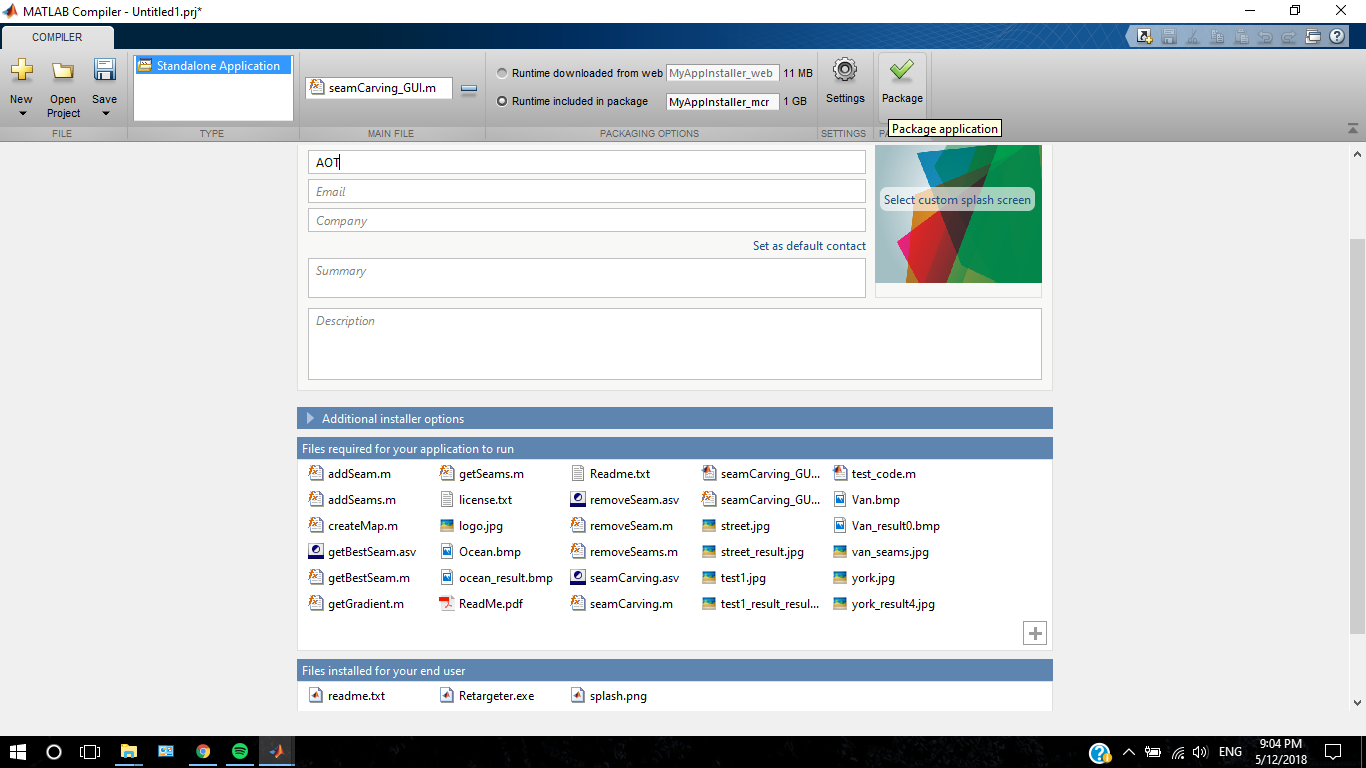 MATLAB Compiler - Untitled1.prj*
COMPILER
New
Open
Project
Save
FILE
Standalone Application
TYPE
seamCarving_GUI.m
MAIN FILE
Runtime downloaded from web MyAppInstaller_web 11 MB
Runtime included in package MyAppInstaller_mcr 1 GB
PACKAGING OPTIONS
Settings
SETTINGS
Package
Package application
AOT
Email
Company
Set as default contact
Summary
Description
Select custom splash screen
Additional installer options
Files required for your application to run
addSeam.m getSeams.m Readme.txt seamCarving_GU... test_code.m
addSeams.m license.txt removeSeam.asv seamCarving_GU... Van.bmp
createMap.m logo.jpg removeSeam.m street.jpg Van_result0.bmp
getBestSeam.asv Ocean.bmp removeSeams.m street_result.jpg van_seams.jpg
getBestSeam.m ocean_result.bmp seamCarving.asv test1.jpg york.jpg
getGradient.m ReadMe.pdf seamCarving.m test1_result_resul... york_result4.jpg
Files installed for your end user
readme.txt Retargeter.exe splash.png
ENG
9:04 PM
5/12/2018